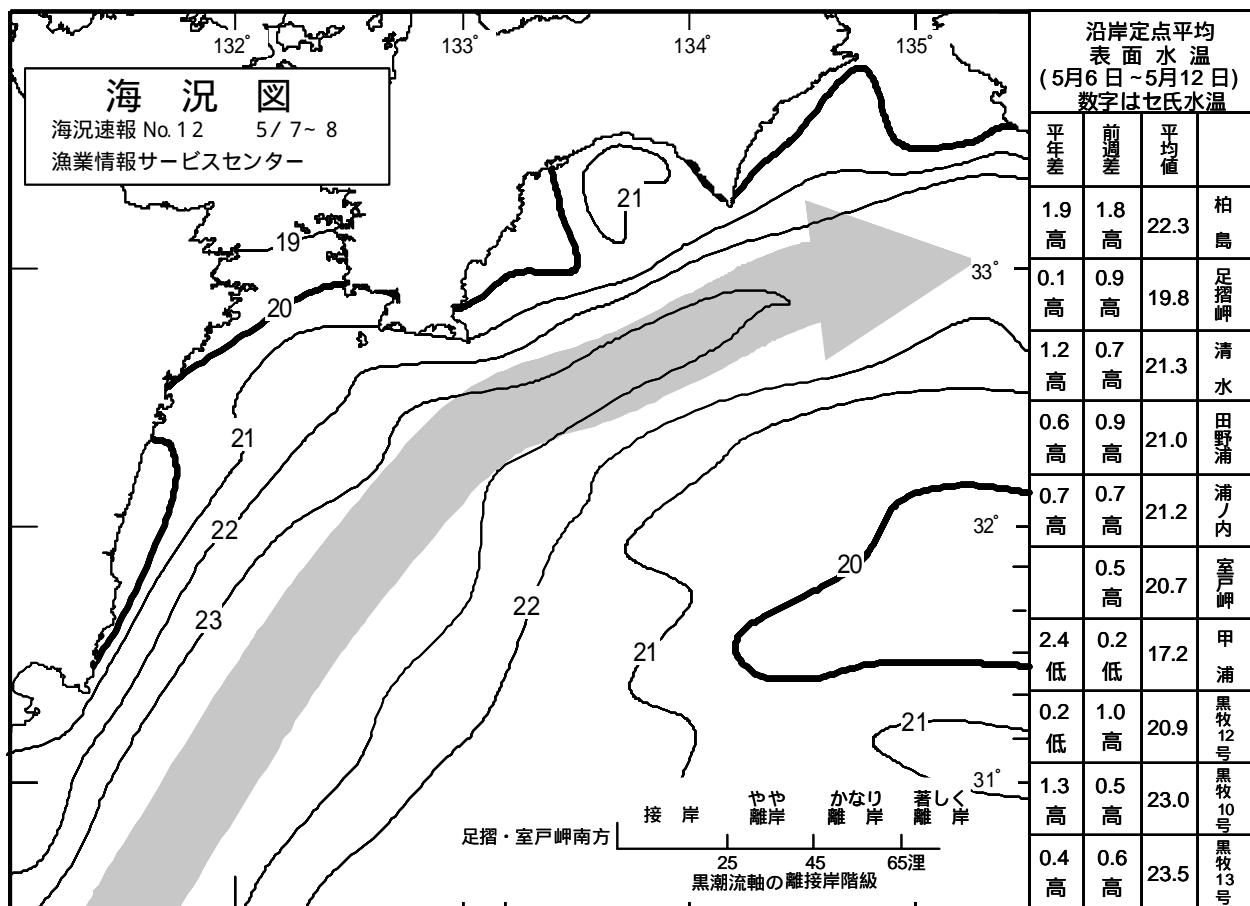 132°
133°
134°
135°
海 況 図
海況速報 No.12 5/7~8
漁業情報サービスセンター
21
19
20
33°
21
22
23
32°
20
22
21
21
31°
接 岸
やや離岸
かなり離 岸
著しく離 岸
足摺・室戸岬南方
25 45 65浬
黒潮流軸の離接岸階級
沿岸定点平均
表 面 水 温
(5月6日~5月12日)
数字はセ氏水温
平年差 前週差 平均値
1.9高 1.8高 22.3 柏島
0.1高 0.9高 19.8 足摺岬
1.2高 0.7高 21.3 清水
0.6高 0.9高 21.0 田野浦
0.7高 0.7高 21.2 浦ノ内
0.5高 20.7 室戸岬
2.4低 0.2低 17.2 甲浦
0.2低 1.0高 20.9 黒牧12号
1.3高 0.5高 23.0 黒牧10号
0.4高 0.6高 23.5 黒牧13号